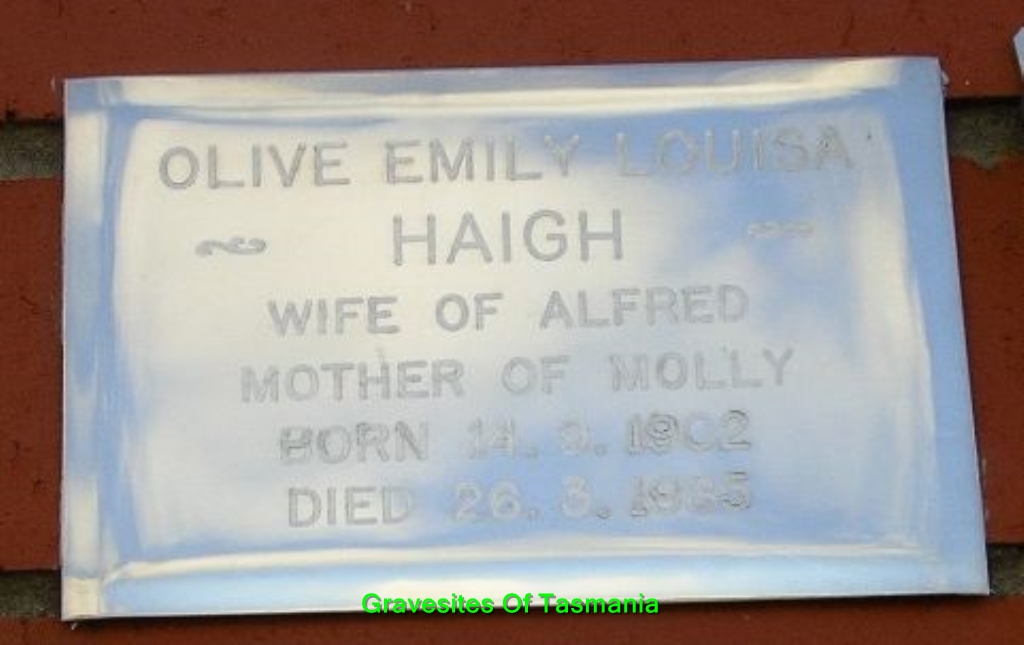 OLIVE EMILY LOUISA
HAIGH
WIFE OF ALFRED
MOTHER OF MOLLY
BORN 14. 1902
DIED 26. 3.
Gravesites Of Tasmania